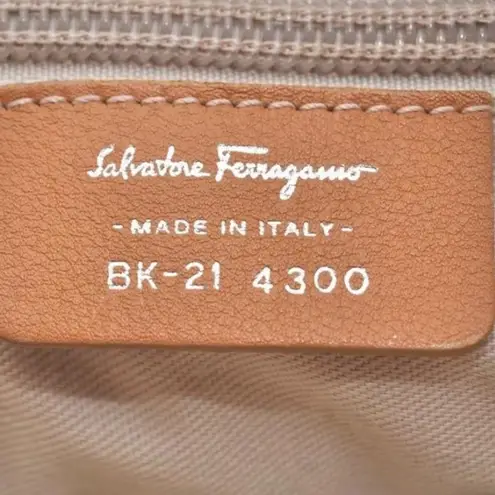 Salvatore Ferragamo
- MADE IN ITALY -
BK-21 4300